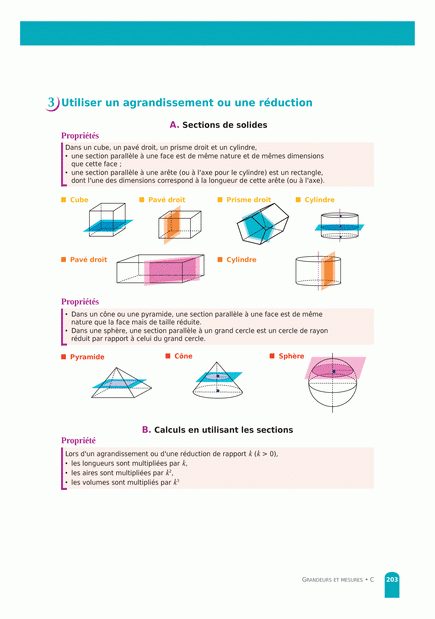 3 Utiliser un agrandissement ou une réduction
A. Sections de solides
Propriétés
Dans un cube, un pavé droit, un prisme droit et un cylindre,
• une section parallèle à une face est de même nature et de mêmes dimensions
que cette face ;
• une section parallèle à une arête (ou à l'axe pour le cylindre) est un rectangle,
dont l'une des dimensions correspond à la longueur de cette arête (ou à l'axe).
Cube Pavé droit Prisme droit Cylindre
Pavé droit Cylindre
Propriétés
• Dans un cône ou une pyramide, une section parallèle à une face est de même
nature que la face mais de taille réduite.
• Dans une sphère, une section parallèle à un grand cercle est un cercle de rayon
réduit par rapport à celui du grand cercle.
Pyramide Cône Sphère
B. Calculs en utilisant les sections
Propriété
Lors d'un agrandissement ou d'une réduction de rapport k (k > 0),
• les longueurs sont multipliées par k,
• les aires sont multipliées par k²,
• les volumes sont multipliés par k³
GRANDEURS ET MESURES • C 203